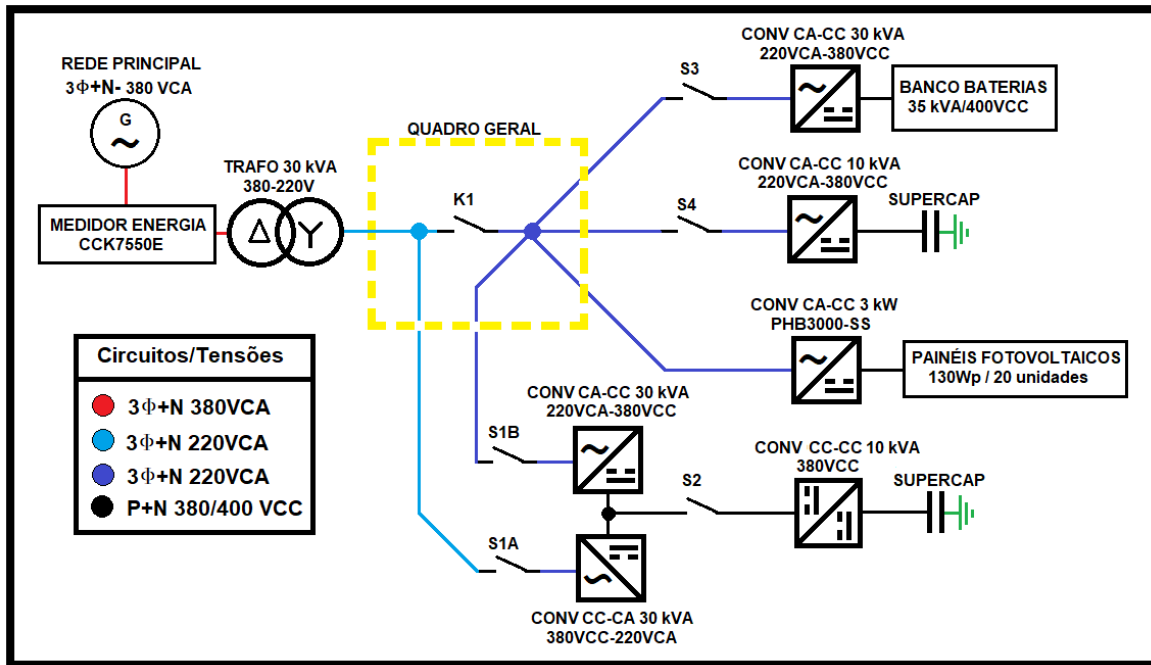 REDE PRINCIPAL
3Φ+N- 380 VCA
G
MEDIDOR ENERGIA
CCK7550E
TRAFO 30 kVA
380-220V
QUADRO GERAL
K1
S3
CONV CA-CC 30 kVA
220VCA-380VCC
BANCO BATERIAS
35 kVA/400VCC
S4
CONV CA-CC 10 kVA
220VCA-380VCC
SUPERCAP
CONV CA-CC 3 kW
PHB3000-SS
PAINÉIS FOTOVOLTAICOS
130Wp / 20 unidades
S1B
CONV CA-CC 30 kVA
220VCA-380VCC
S2
CONV CC-CC 10 kVA
380VCC
SUPERCAP
S1A
CONV CC-CA 30 kVA
380VCC-220VCA
Circuitos/Tensões
3Φ+N 380VCA
3Φ+N 220VCA
3Φ+N 220VCA
P+N 380/400 VCC